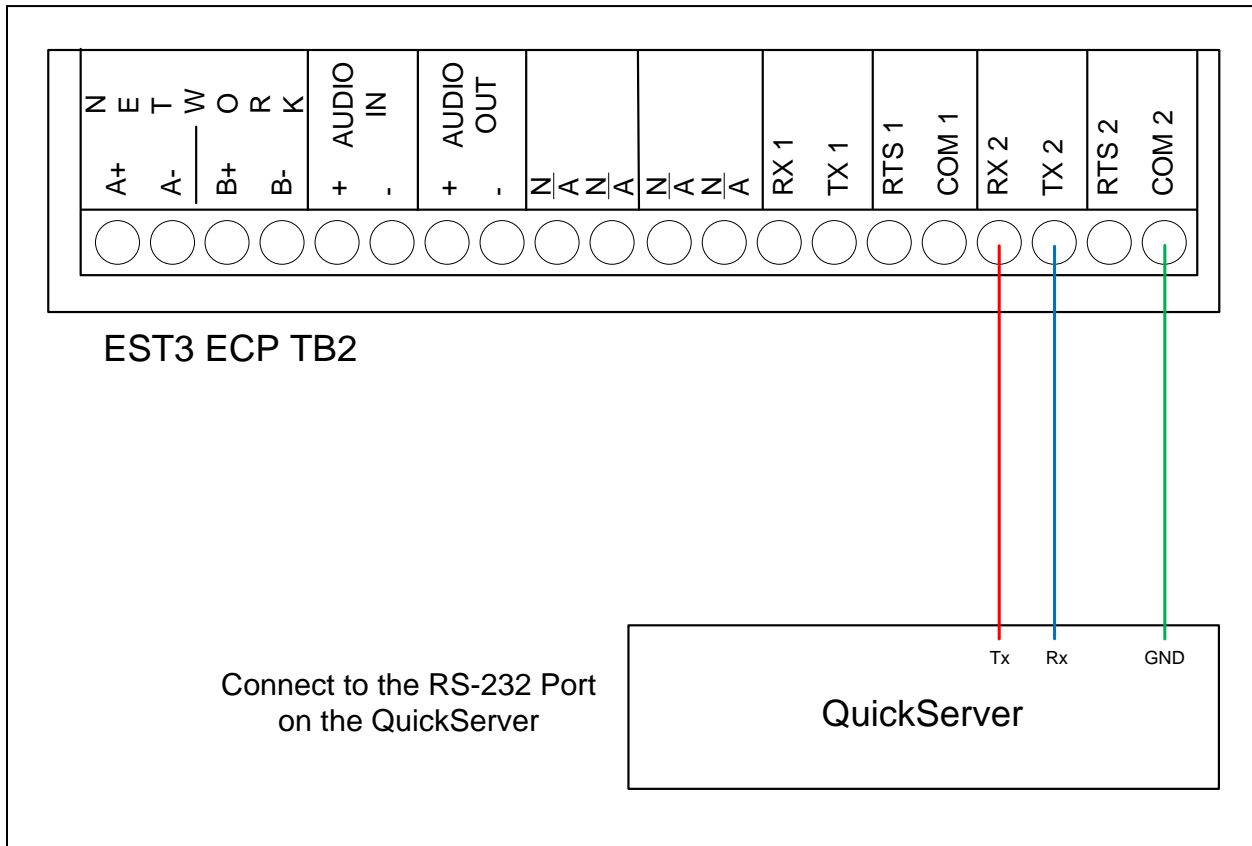 N E T W O R K
A+ A- B+ B-
AUDIO IN
+ -
AUDIO OUT
+ -
N A N A
N A N A
RX 1
TX 1
RTS 1
COM 1
RX 2
TX 2
RTS 2
COM 2
EST3 ECP TB2
Tx Rx GND
Connect to the RS-232 Port
on the QuickServer
QuickServer